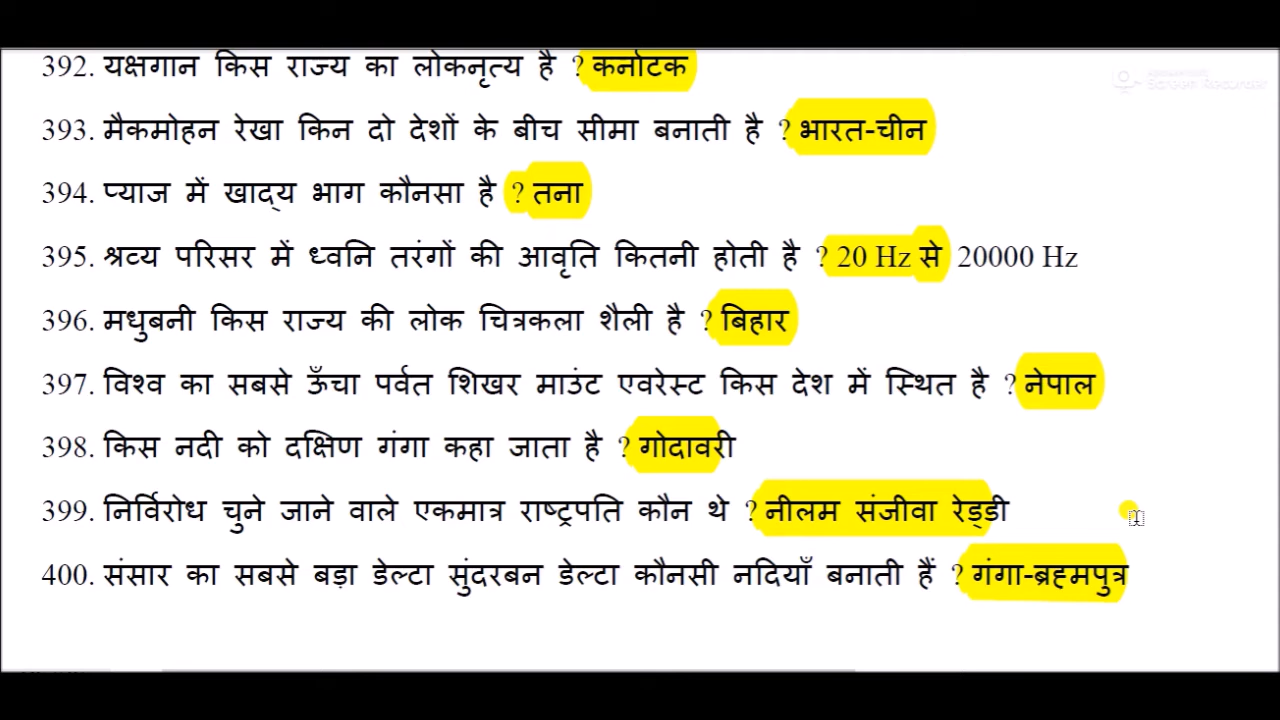 392. यक्षगान किस राज्य का लोकनृत्य है ? कर्नाटक
393. मैकमोहन रेखा किन दो देशों के बीच सीमा बनाती है ? भारत-चीन
394. प्याज में खाद्य भाग कौनसा है ? तना
395. श्रव्य परिसर में ध्वनि तरंगों की आवृति कितनी होती है ? 20 Hz से 20000 Hz
396. मधुबनी किस राज्य की लोक चित्रकला शैली है ? बिहार
397. विश्व का सबसे ऊँचा पर्वत शिखर माउंट एवरेस्ट किस देश में स्थित है ? नेपाल
398. किस नदी को दक्षिण गंगा कहा जाता है ? गोदावरी
399. निर्विरोध चुने जाने वाले एकमात्र राष्ट्रपति कौन थे ? नीलम संजीवा रेड्डी
400. संसार का सबसे बड़ा डेल्टा सुंदरबन डेल्टा कौनसी नदियाँ बनाती हैं ? गंगा-ब्रह्मपुत्र
Screen Recorder